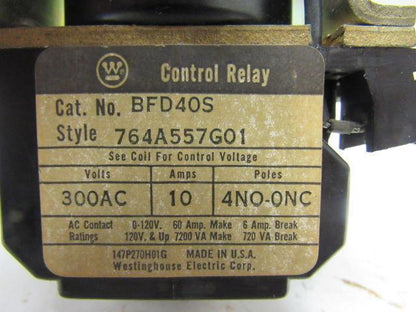 W
Control Relay
Cat. No. BFD40S
Style 764A557G01
See Coil For Control Voltage
Volts Amps Poles
300AC 10 4NO-0NC
AC Contact 0-120V. 60 Amp. Make 6 Amp. Break
Ratings 120V. & Up 7200 VA Make 720 VA Break
147P270H01G MADE IN U.S.A.
Westinghouse Electric Corp.